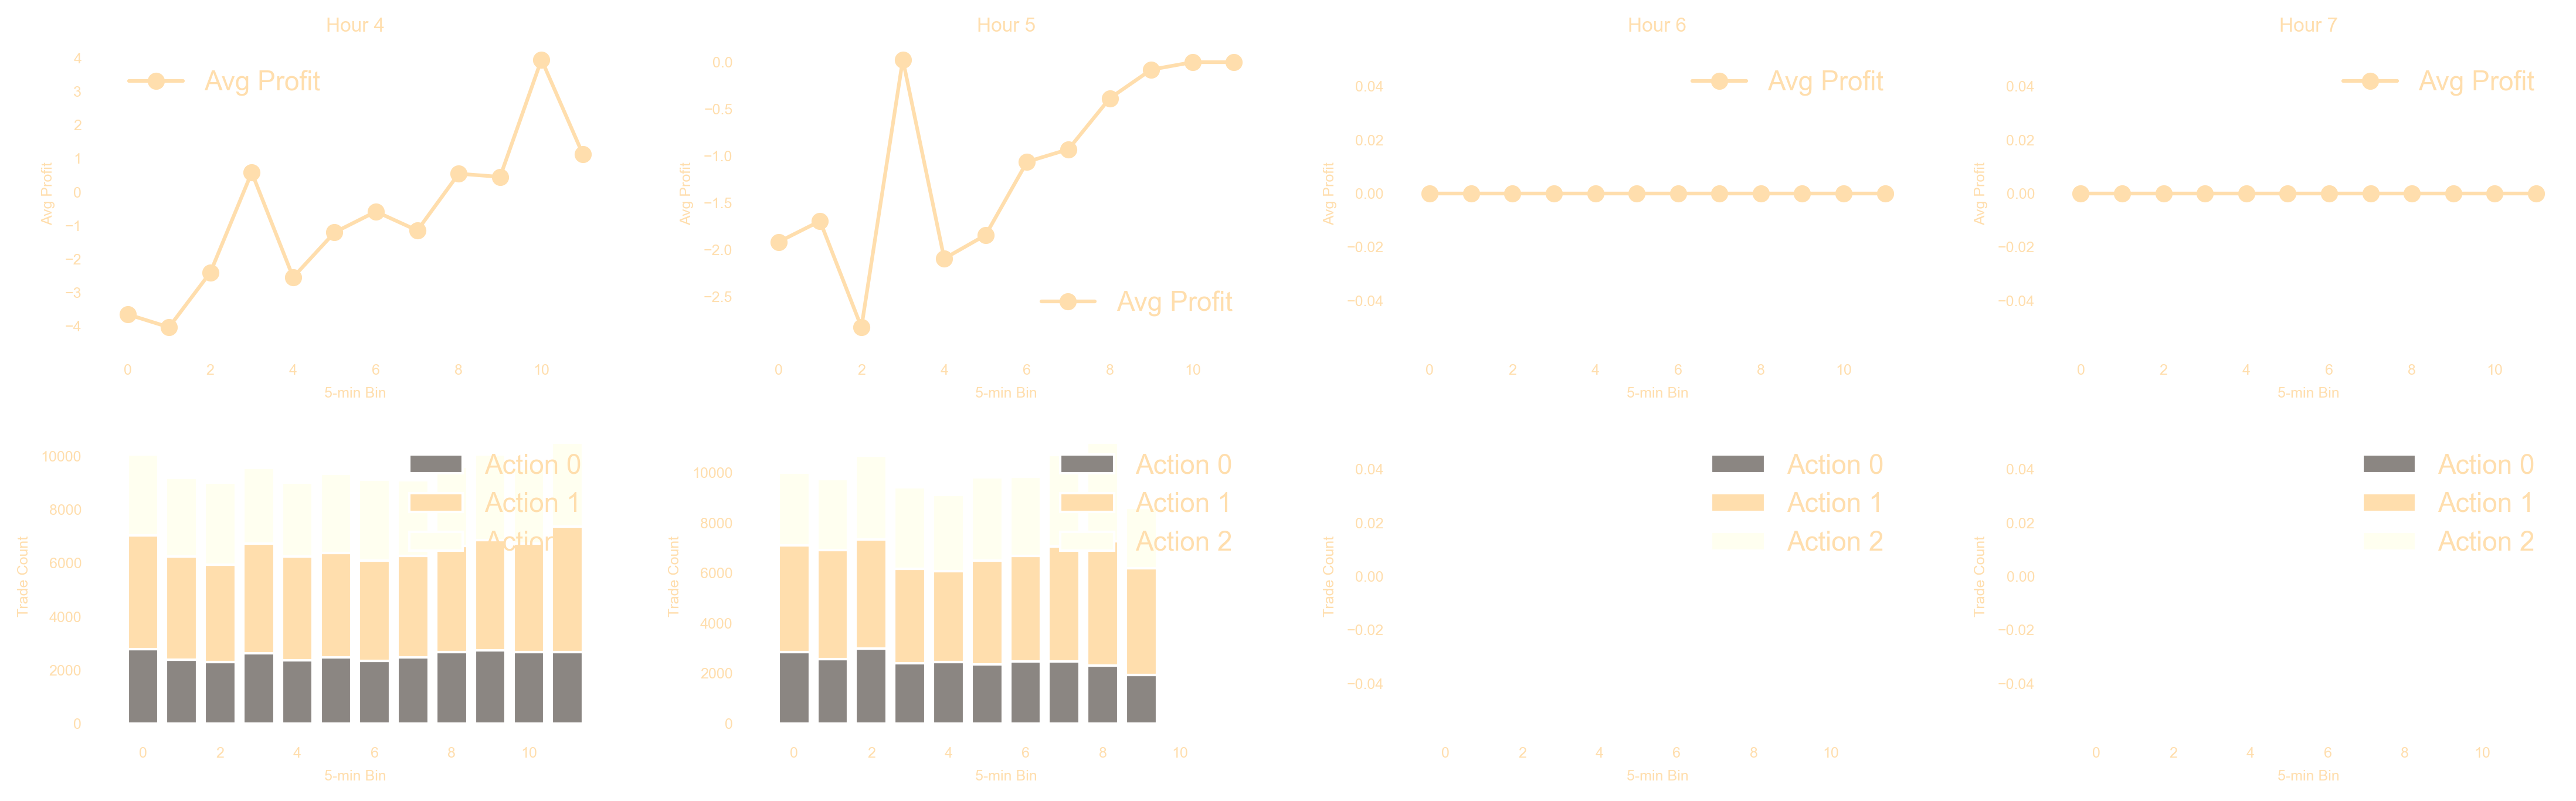 Hour 4
Avg Profit
4
3
2
1
0
−1
−2
−3
−4
Avg Profit
0 2 4 6 8 10
5-min Bin
Hour 5
Avg Profit
0.0
−0.5
−1.0
−1.5
−2.0
−2.5
Avg Profit
0 2 4 6 8 10
5-min Bin
Hour 6
Avg Profit
0.04
0.02
0.00
−0.02
−0.04
Avg Profit
0 2 4 6 8 10
5-min Bin
Hour 7
Avg Profit
0.04
0.02
0.00
−0.02
−0.04
Avg Profit
0 2 4 6 8 10
5-min Bin
Trade Count
10000
8000
6000
4000
2000
0
Action 0
Action 1
Action
0 2 4 6 8 10
5-min Bin
Trade Count
10000
8000
6000
4000
2000
0
Action 0
Action 1
Action 2
0 2 4 6 8 10
5-min Bin
Trade Count
0.04
0.02
0.00
−0.02
−0.04
Action 0
Action 1
Action 2
0 2 4 6 8 10
5-min Bin
Trade Count
0.04
0.02
0.00
−0.02
−0.04
Action 0
Action 1
Action 2
0 2 4 6 8 10
5-min Bin